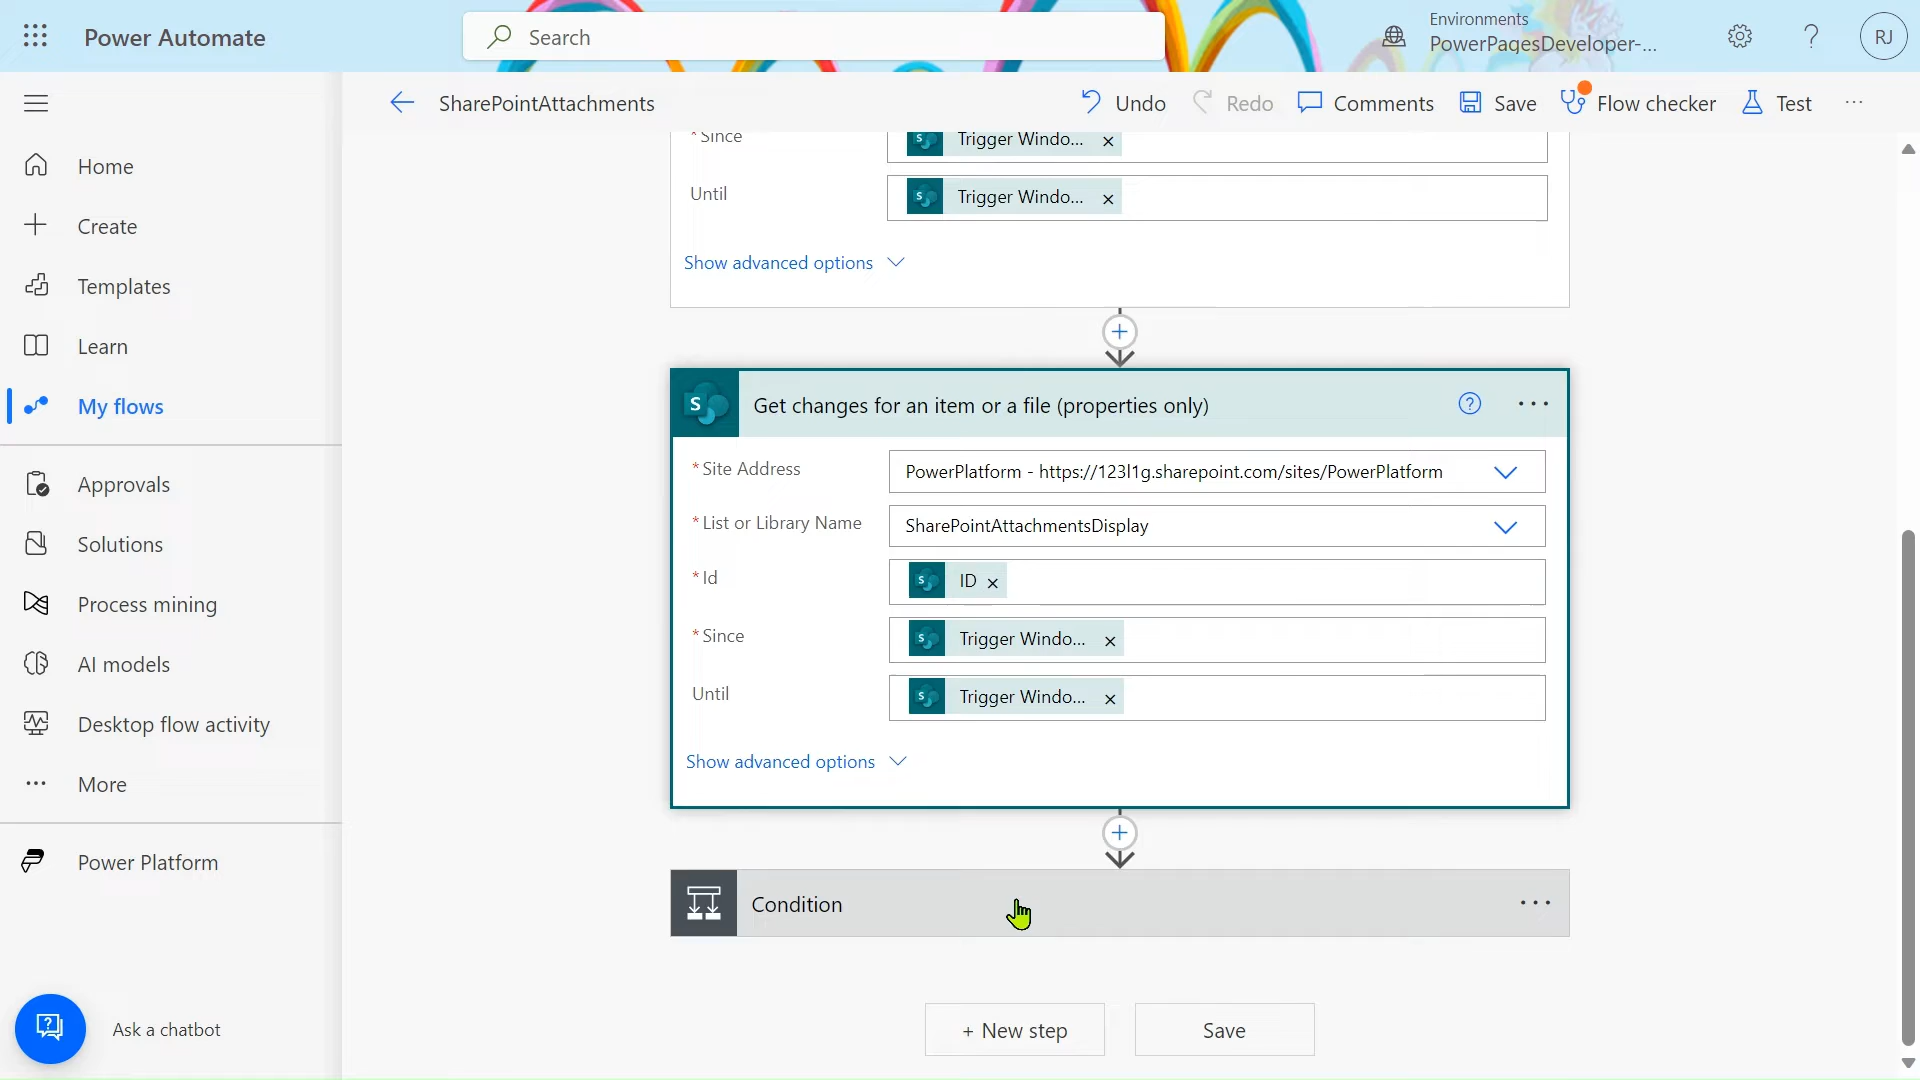 Power Automate
Search
Environments
PowerPagesDeveloper-...
RJ
SharePointAttachments
Undo
Redo
Comments
Save
Flow checker
Test
...
Home
Create
Templates
Learn
My flows
Approvals
Solutions
Process mining
AI models
Desktop flow activity
More
Power Platform
Ask a chatbot
* Since
Trigger Windo... ×
Until
Trigger Windo... ×
Show advanced options
Get changes for an item or a file (properties only)
* Site Address
PowerPlatform - https://123l1g.sharepoint.com/sites/PowerPlatform
* List or Library Name
SharePointAttachmentsDisplay
* Id
ID ×
* Since
Trigger Windo... ×
Until
Trigger Windo... ×
Show advanced options
Condition
+ New step
Save